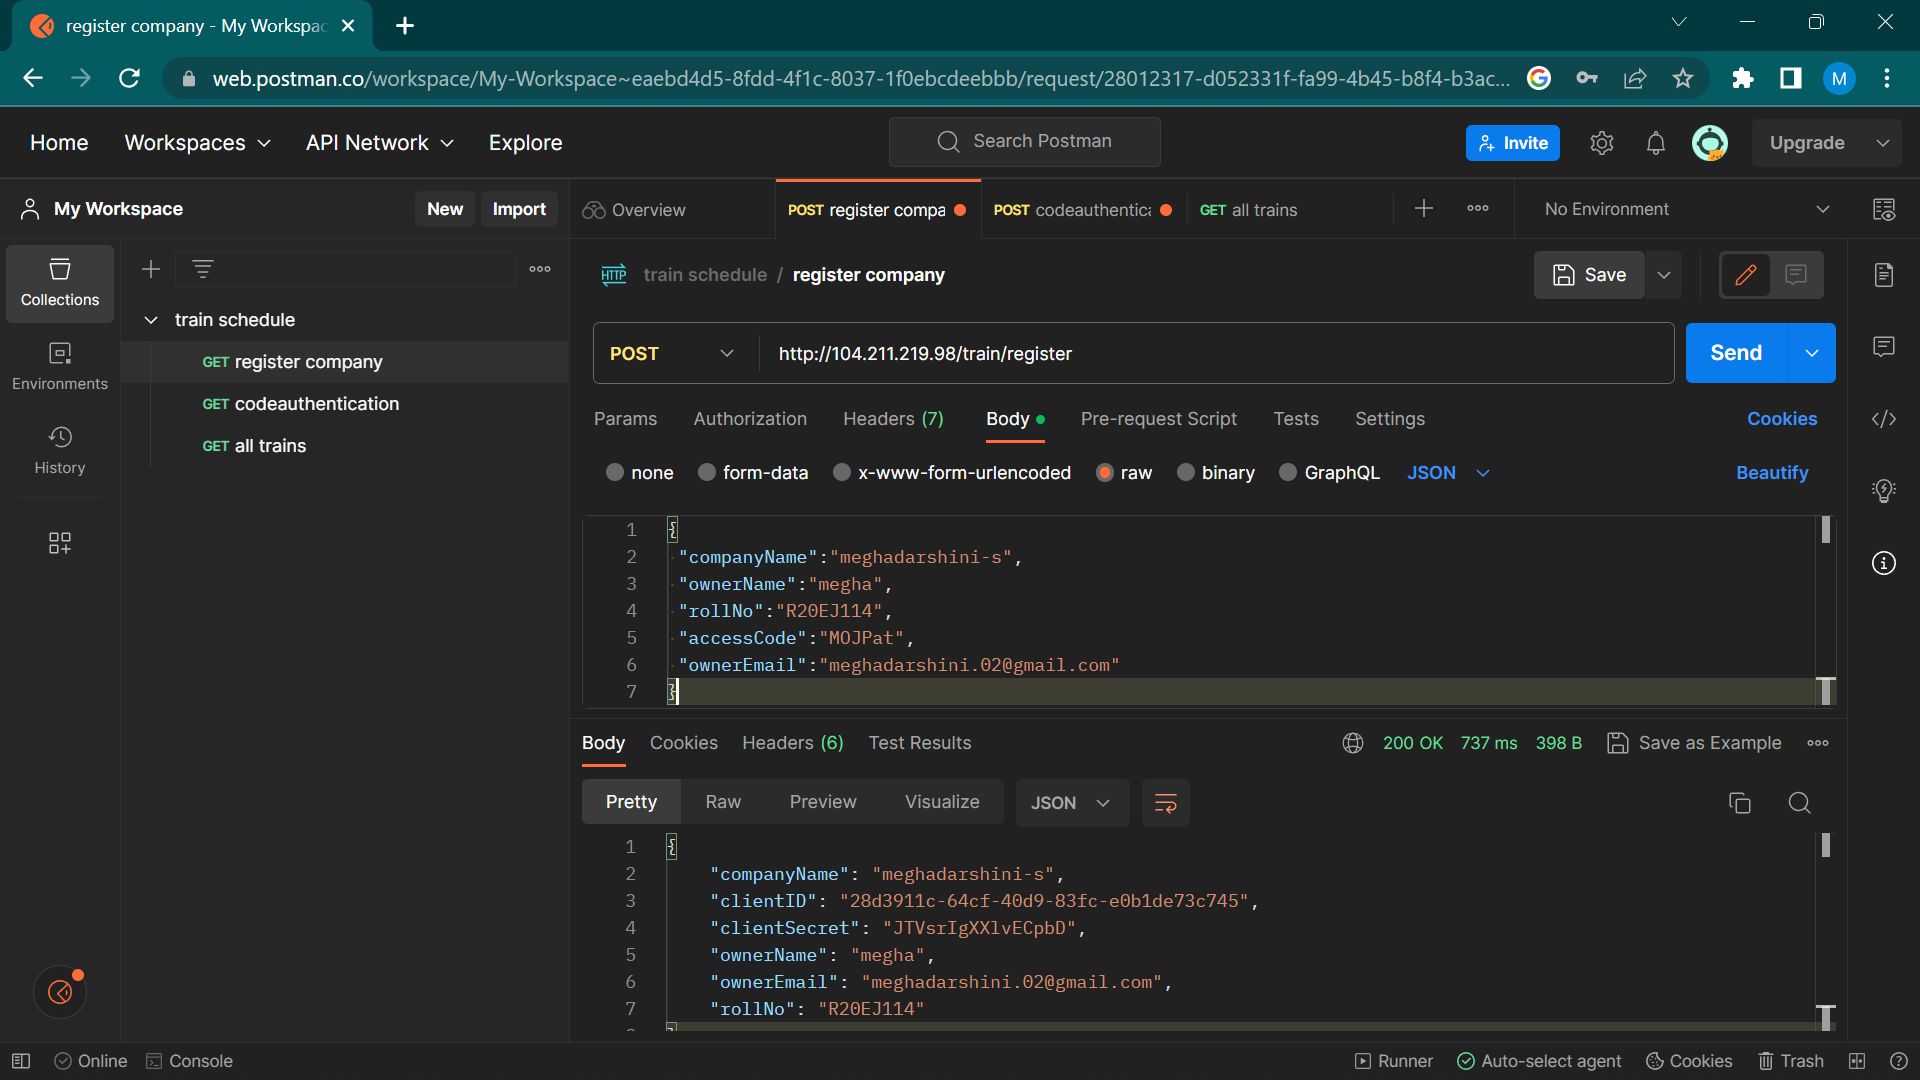 register company - My Workspac
web.postman.co/workspace/My-Workspace~eaebd4d5-8fdd-4f1c-8037-1f0ebcdeebbb/request/28012317-d052331f-fa99-4b45-b8f4-b3ac...
M
Home
Workspaces
API Network
Explore
Search Postman
Invite
Upgrade
My Workspace
New
Import
Overview
POST register compa
POST codeauthentica
GET all trains
No Environment
Collections
Environments
History
train schedule
GET register company
GET codeauthentication
GET all trains
HTTP
train schedule / register company
Save
POST
http://104.211.219.98/train/register
Send
Params
Authorization
Headers (7)
Body
Pre-request Script
Tests
Settings
Cookies
none
form-data
x-www-form-urlencoded
raw
binary
GraphQL
JSON
Beautify
1 {
2 "companyName":"meghadarshini-s",
3 "ownerName":"megha",
4 "rollNo":"R20EJ114",
5 "accessCode":"MOJPat",
6 "ownerEmail":"meghadarshini.02@gmail.com"
7 }
Body
Cookies
Headers (6)
Test Results
200 OK
737 ms
398 B
Save as Example
Pretty
Raw
Preview
Visualize
JSON
1 {
2 "companyName": "meghadarshini-s",
3 "clientID": "28d3911c-64cf-40d9-83fc-e0b1de73c745",
4 "clientSecret": "JTVsrIgXXlvECpbD",
5 "ownerName": "megha",
6 "ownerEmail": "meghadarshini.02@gmail.com",
7 "rollNo": "R20EJ114"
Online
Console
Runner
Auto-select agent
Cookies
Trash